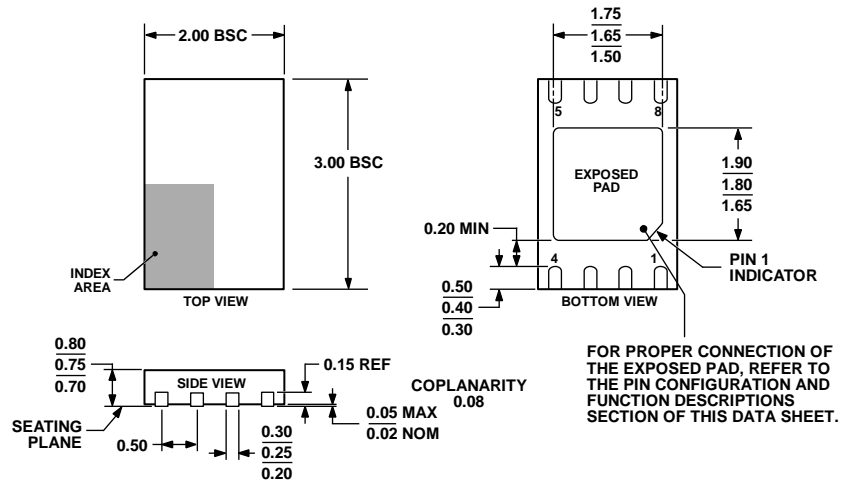 2.00 BSC
1.75
1.65
1.50
5
8
3.00 BSC
EXPOSED
PAD
1.90
1.80
1.65
0.20 MIN
INDEX
AREA
TOP VIEW
4
1
PIN 1
INDICATOR
0.50
0.40
0.30
BOTTOM VIEW
0.80
0.75
0.70
SIDE VIEW
0.15 REF
COPLANARITY
0.08
FOR PROPER CONNECTION OF
THE EXPOSED PAD, REFER TO
THE PIN CONFIGURATION AND
FUNCTION DESCRIPTIONS
SECTION OF THIS DATA SHEET.
SEATING
PLANE
0.50
0.30
0.25
0.20
0.05 MAX
0.02 NOM